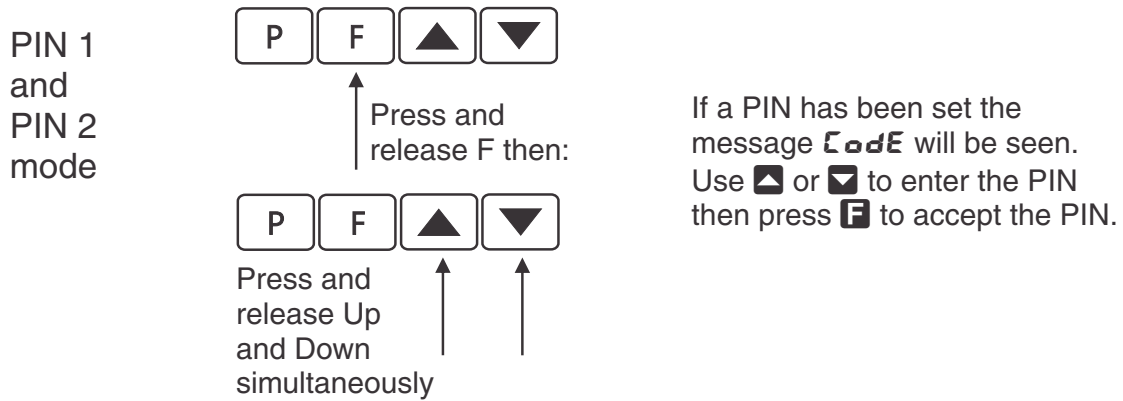 PIN 1
and
PIN 2
mode
P F ▲ ▼
Press and
release F then:
P F ▲ ▼
Press and
release Up
and Down
simultaneously
If a PIN has been set the
message CodE will be seen.
Use ▲ or ▼ to enter the PIN
then press F to accept the PIN.